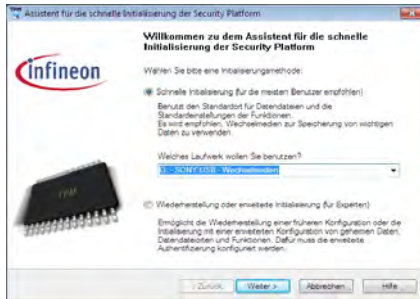 Assistent für die schnelle Initialisierung der Security Platform
Willkommen zu dem Assistent für die schnelle
Initialisierung der Security Platform
infineon
Wählen Sie bitte eine Initialisierungsmethode:
Schnelle Initialisierung (für die meisten Benutzer empfohlen)
Benutzt den Standardort für Datendateien und die
Standardeinstellungen der Funktionen.
Es wird empfohlen, Wechselmedien zur Speicherung von wichtigen
Daten zu verwenden.
Welches Laufwerk wollen Sie benutzen?
G: - SONY USB - Wechselmedien
TPM
Wiederherstellung oder erweiterte Initialisierung (für Experten)
Ermöglicht die Wiederherstellung einer früheren Konfiguration oder die
Initialisierung mit einer erweiterten Konfiguration von geheimen Daten,
Datendateiorten und Funktionen. Dafür muss die erweiterte
Authentifizierung konfiguriert werden.
< Zurück Weiter > Abbrechen Hilfe